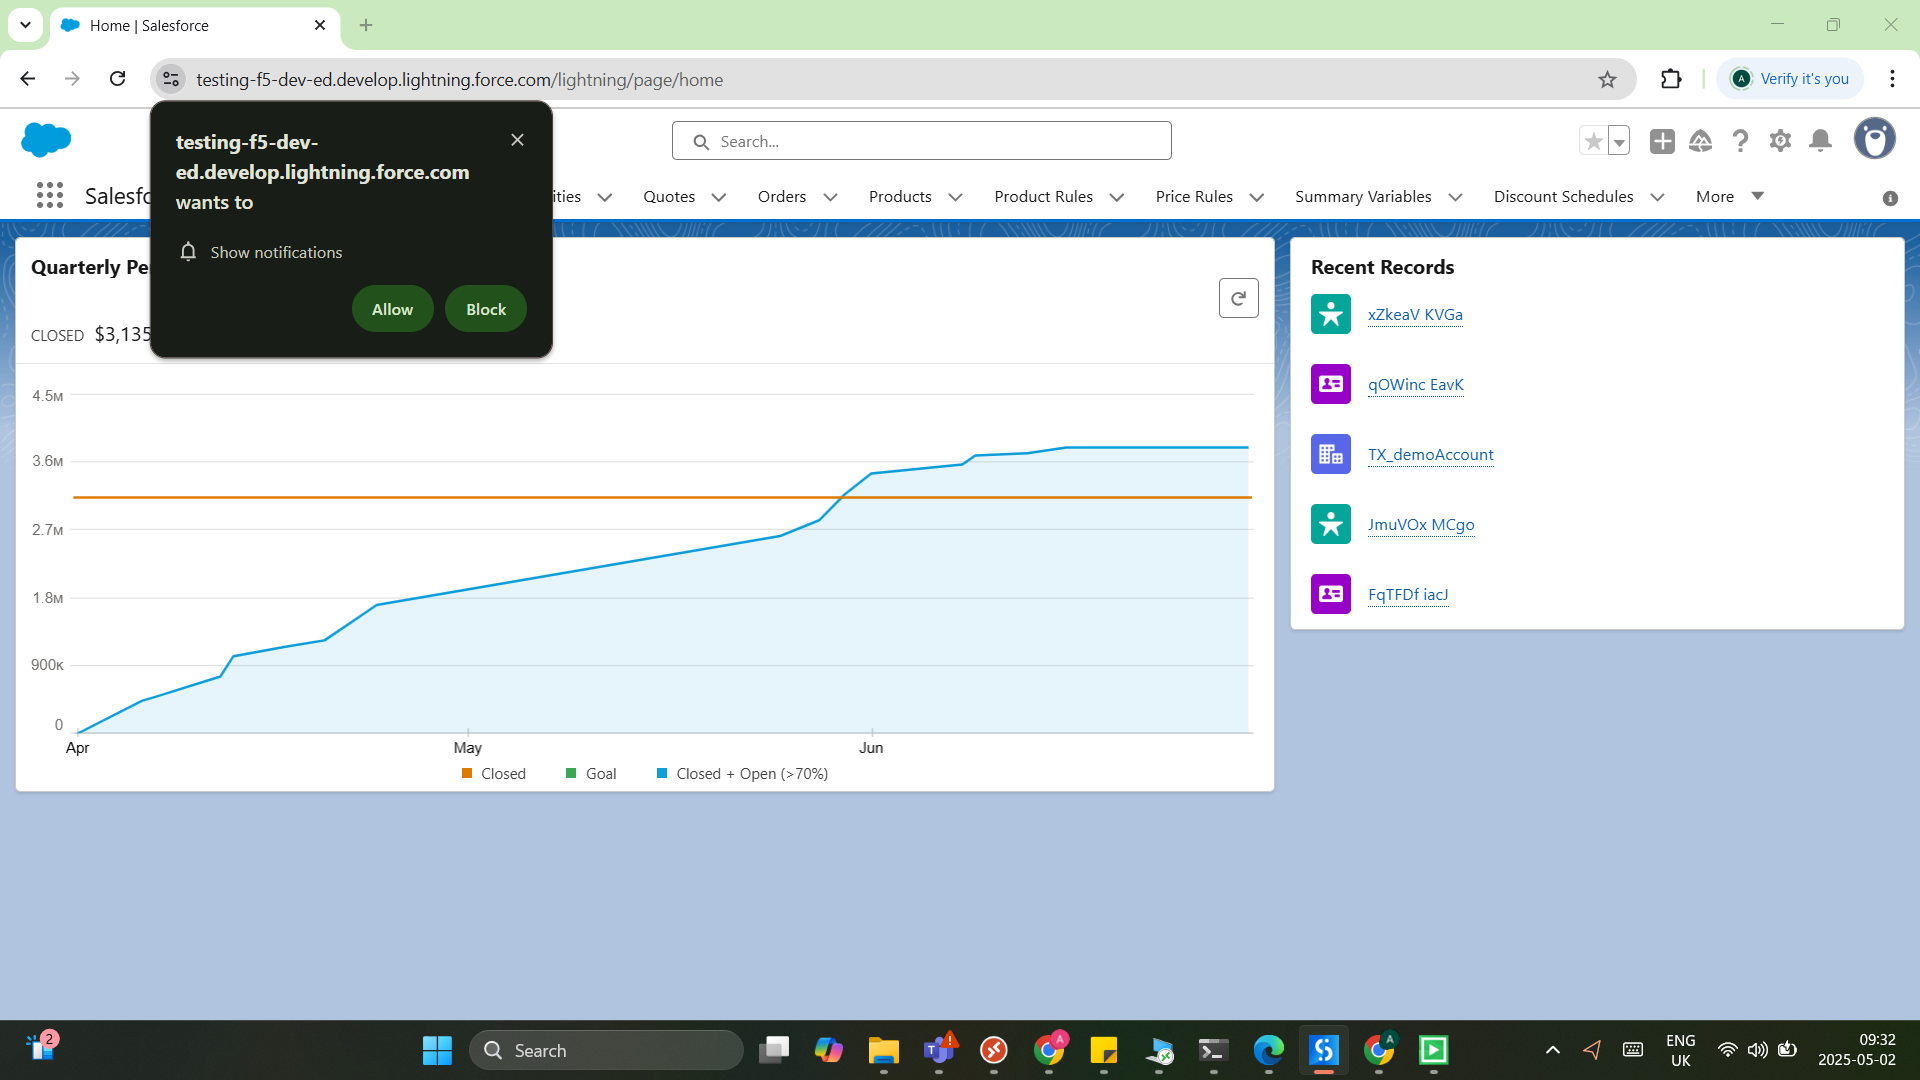 Home | Salesforce
testing-f5-dev-ed.develop.lightning.force.com/lightning/page/home
A
Verify it's you
testing-f5-dev-
ed.develop.lightning.force.com
wants to
Show notifications
Allow
Block
Search...
Quotes
Orders
Products
Product Rules
Price Rules
Summary Variables
Discount Schedules
More
CLOSED $3,135
4.5M
3.6M
2.7M
1.8M
900K
0
Apr
May
Jun
Closed
Goal
Closed + Open (>70%)
Quarterly
Recent Records
xZkeaV KVGa
qOWinc EavK
TX_demoAccount
JmuVOx MCgo
FqTFDf iacJ
2
Search
A
A
ENG
UK
09:32
2025-05-02